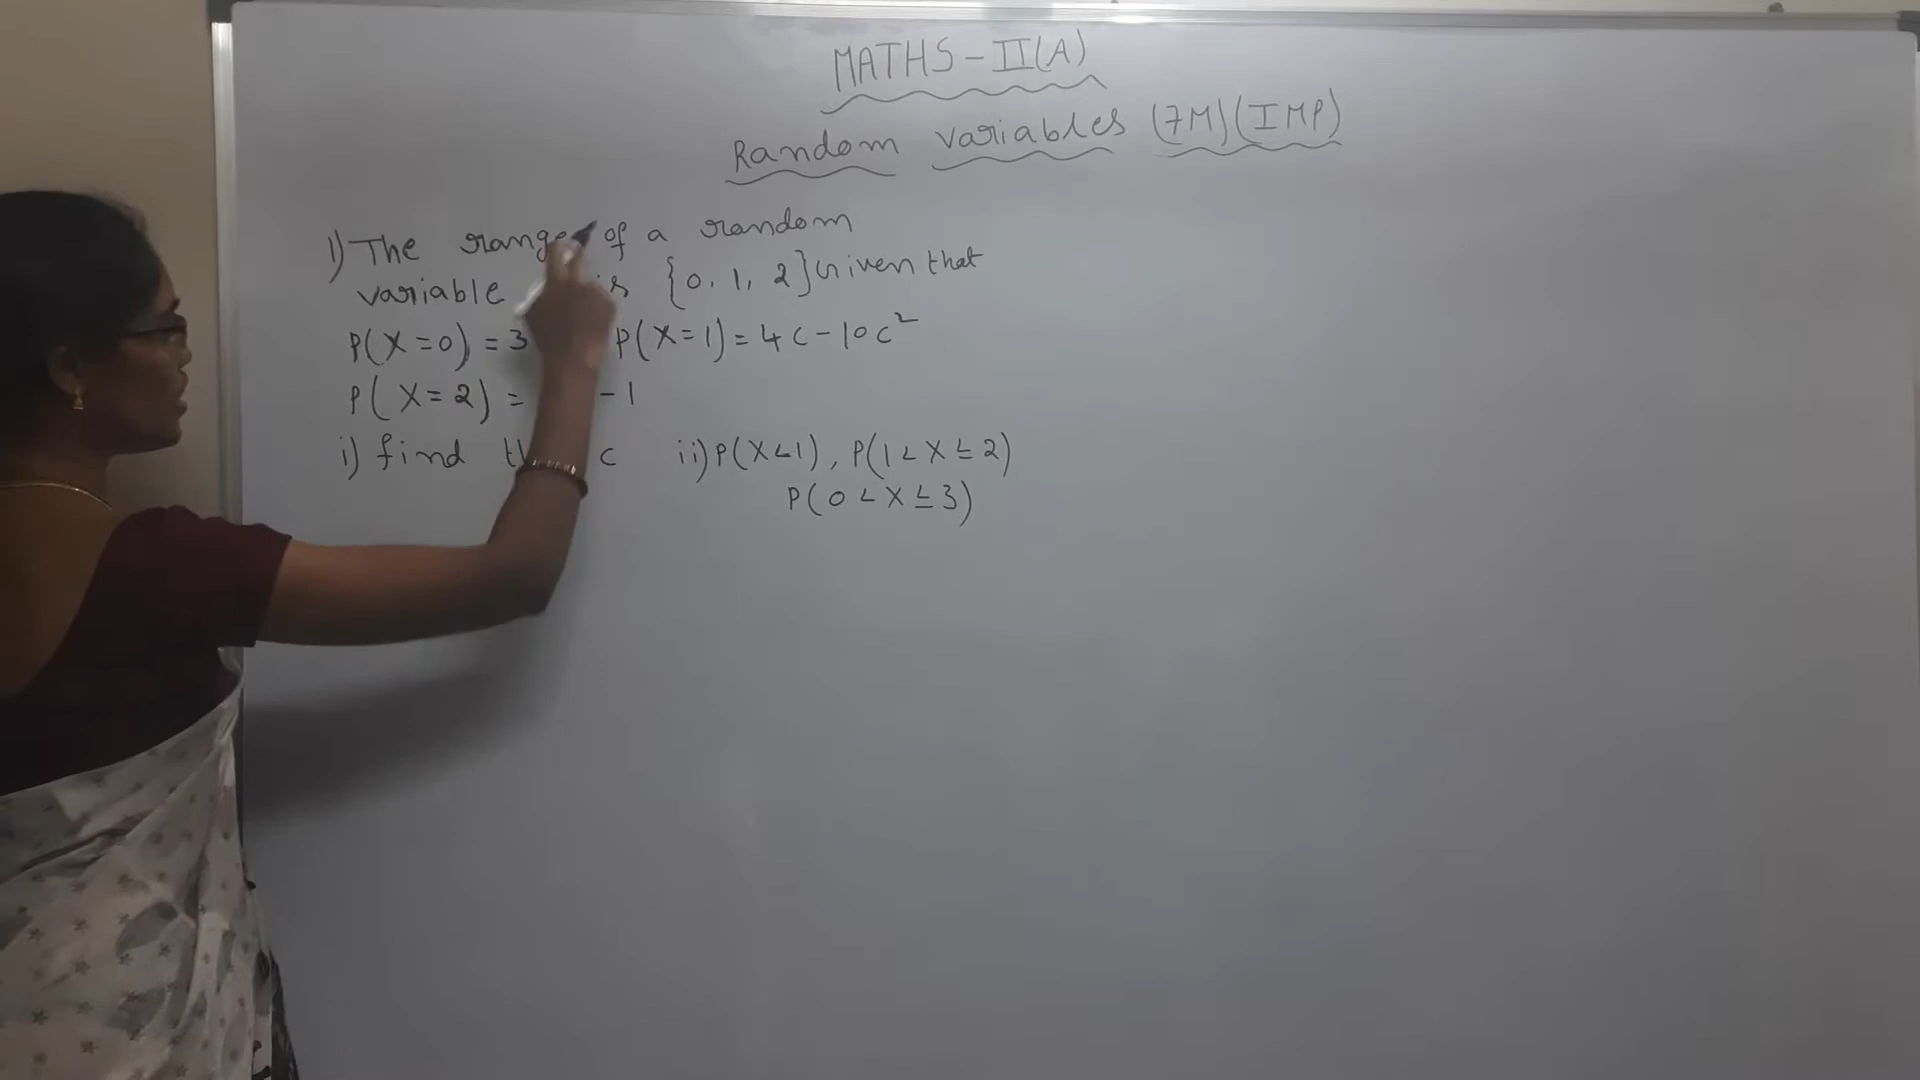 MATHS - II(A)
Random variables (7M) (IMP)
1) The range of a random
variable is {0, 1, 2} Given that
P(X=0) = 3 P(X=1) = 4c - 10c²
P(X=2) = -1
i) find c ii) P(X<1), P(1<X≤2)
P(0<X≤3)